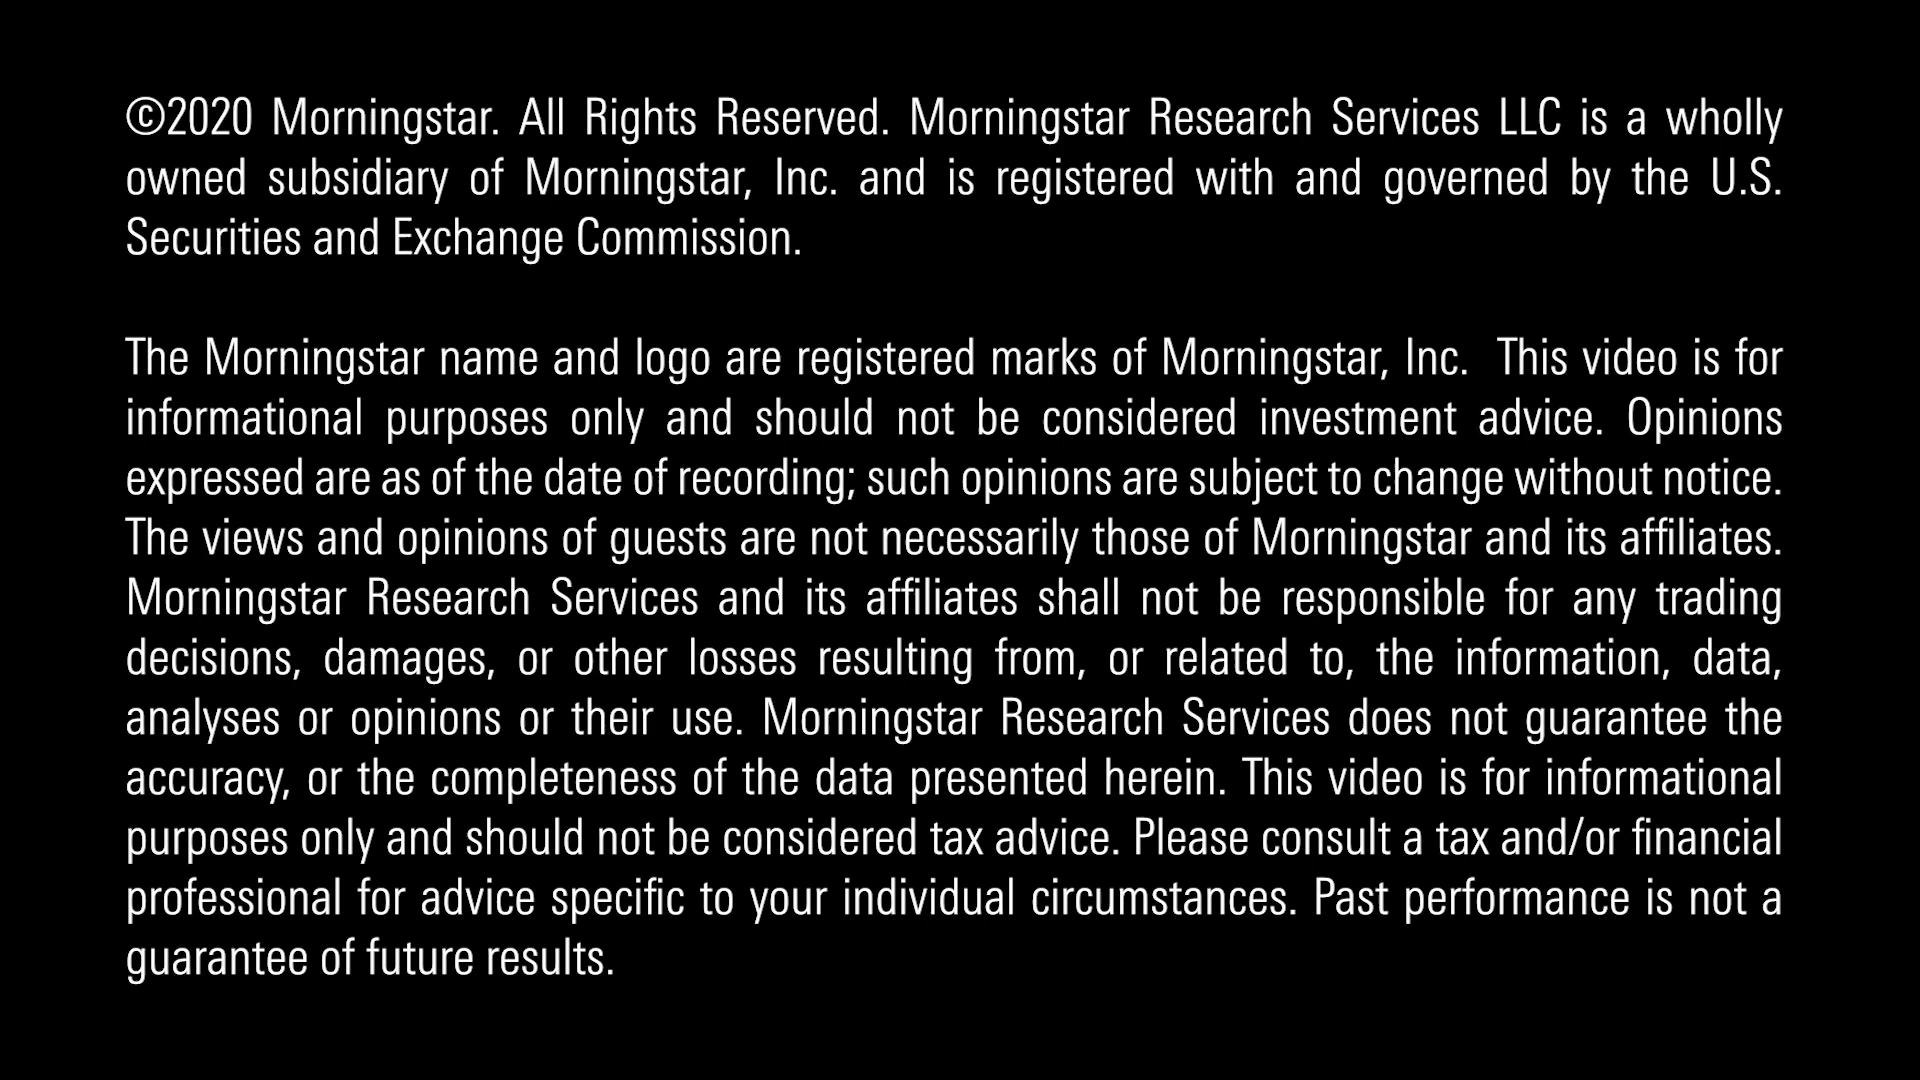 ©2020 Morningstar. All Rights Reserved. Morningstar Research Services LLC is a wholly
owned subsidiary of Morningstar, Inc. and is registered with and governed by the U.S.
Securities and Exchange Commission.
The Morningstar name and logo are registered marks of Morningstar, Inc.  This video is for
informational purposes only and should not be considered investment advice. Opinions
expressed are as of the date of recording; such opinions are subject to change without notice.
The views and opinions of guests are not necessarily those of Morningstar and its affiliates.
Morningstar Research Services and its affiliates shall not be responsible for any trading
decisions, damages, or other losses resulting from, or related to, the information, data,
analyses or opinions or their use. Morningstar Research Services does not guarantee the
accuracy, or the completeness of the data presented herein. This video is for informational
purposes only and should not be considered tax advice. Please consult a tax and/or financial
professional for advice specific to your individual circumstances. Past performance is not a
guarantee of future results.